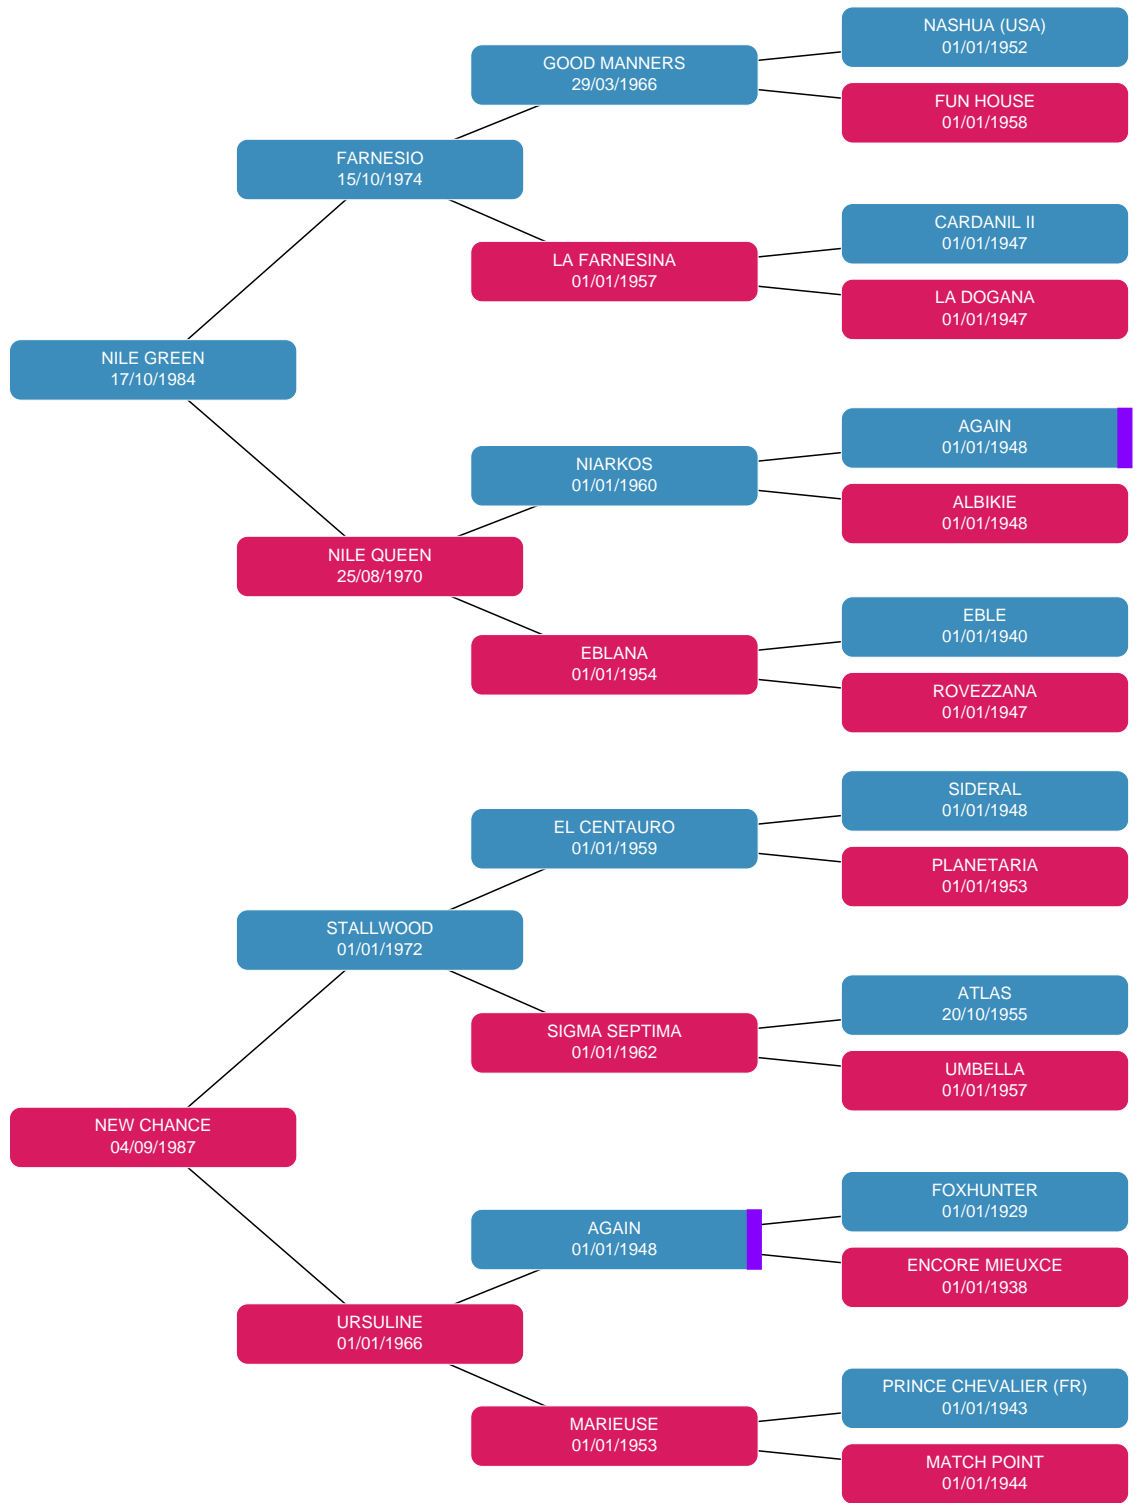 NASHUA (USA)
01/01/1952
GOOD MANNERS
29/03/1966
FUN HOUSE
01/01/1958
FARNESIO
15/10/1974
CARDANIL II
01/01/1947
LA FARNESINA
01/01/1957
LA DOGANA
01/01/1947
NILE GREEN
17/10/1984
AGAIN
01/01/1948
NIARKOS
01/01/1960
ALBIKIE
01/01/1948
NILE QUEEN
25/08/1970
EBLE
01/01/1940
EBLANA
01/01/1954
ROVEZZANA
01/01/1947
SIDERAL
01/01/1948
EL CENTAURO
01/01/1959
PLANETARIA
01/01/1953
STALLWOOD
01/01/1972
ATLAS
20/10/1955
SIGMA SEPTIMA
01/01/1962
UMBELLA
01/01/1957
NEW CHANCE
04/09/1987
FOXHUNTER
01/01/1929
AGAIN
01/01/1948
ENCORE MIEUXCE
01/01/1938
URSULINE
01/01/1966
PRINCE CHEVALIER (FR)
01/01/1943
MARIEUSE
01/01/1953
MATCH POINT
01/01/1944